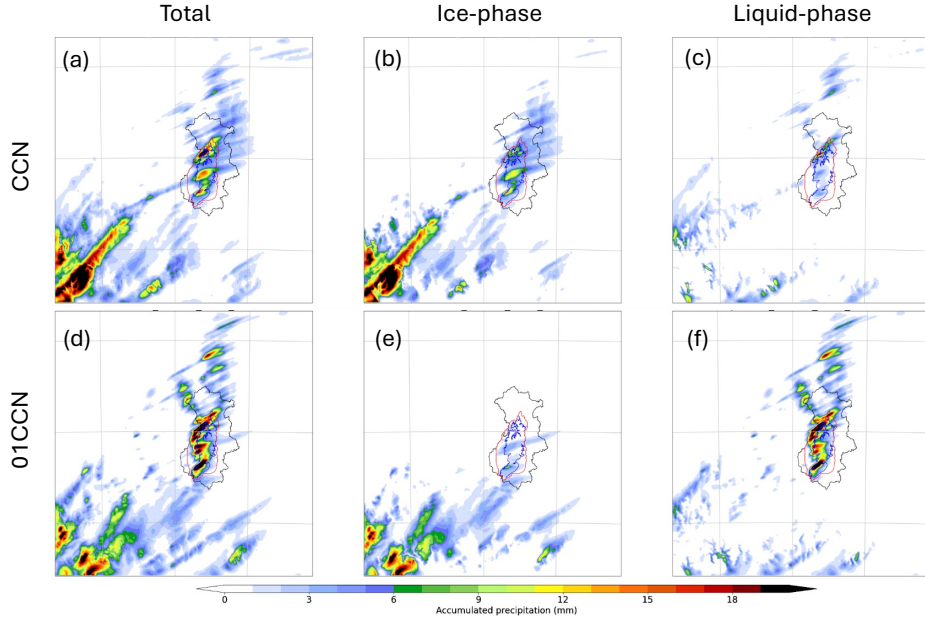 Total Ice-phase Liquid-phase
CCN (a) (b) (c)
01CCN (d) (e) (f)
0 3 6 9 12 15 18
Accumulated precipitation (mm)